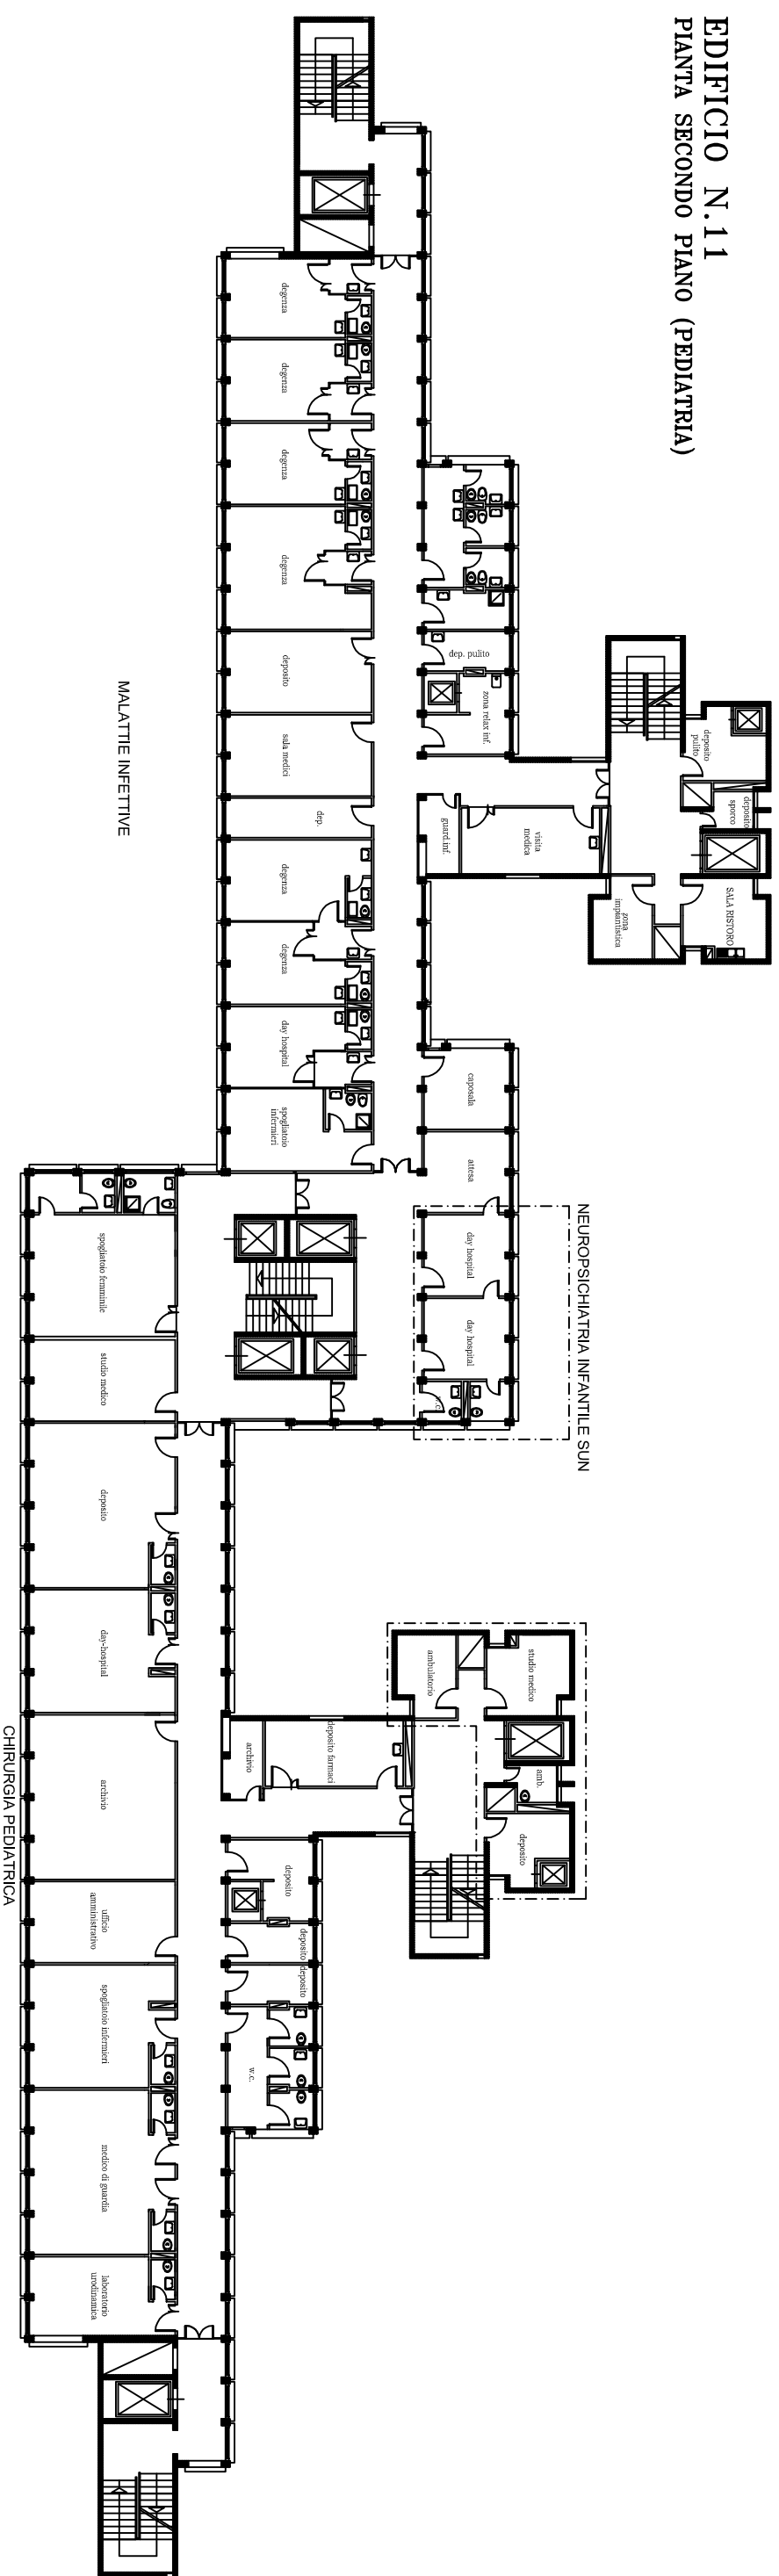 EDIFICIO N.11
PIANTA SECONDO PIANO (PEDIATRIA)
deposito
pulito
deposito
sporco
SALA RISTORO
zona
impiantistica
visita
medica
guard.inf.
dep. pulito
zona relax inf.
degenza
degenza
degenza
degenza
deposito
sala medici
dep.
degenza
degenza
day hospital
spogliatoio
infermieri
MALATTIE INFETTIVE
caposala
attesa
day hospital
day hospital
w.c.
NEUROPSICHIATRIA INFANTILE SUN
studio medico
ambulatorio
amb.
deposito
deposito farmaci
archivio
deposito
deposito
deposito
w.c.
spogliatoio femminile
studio medico
deposito
day-hospital
archivio
ufficio
amministrativo
spogliatoio infermieri
medico di guardia
laboratorio
urodinamica
CHIRURGIA PEDIATRICA